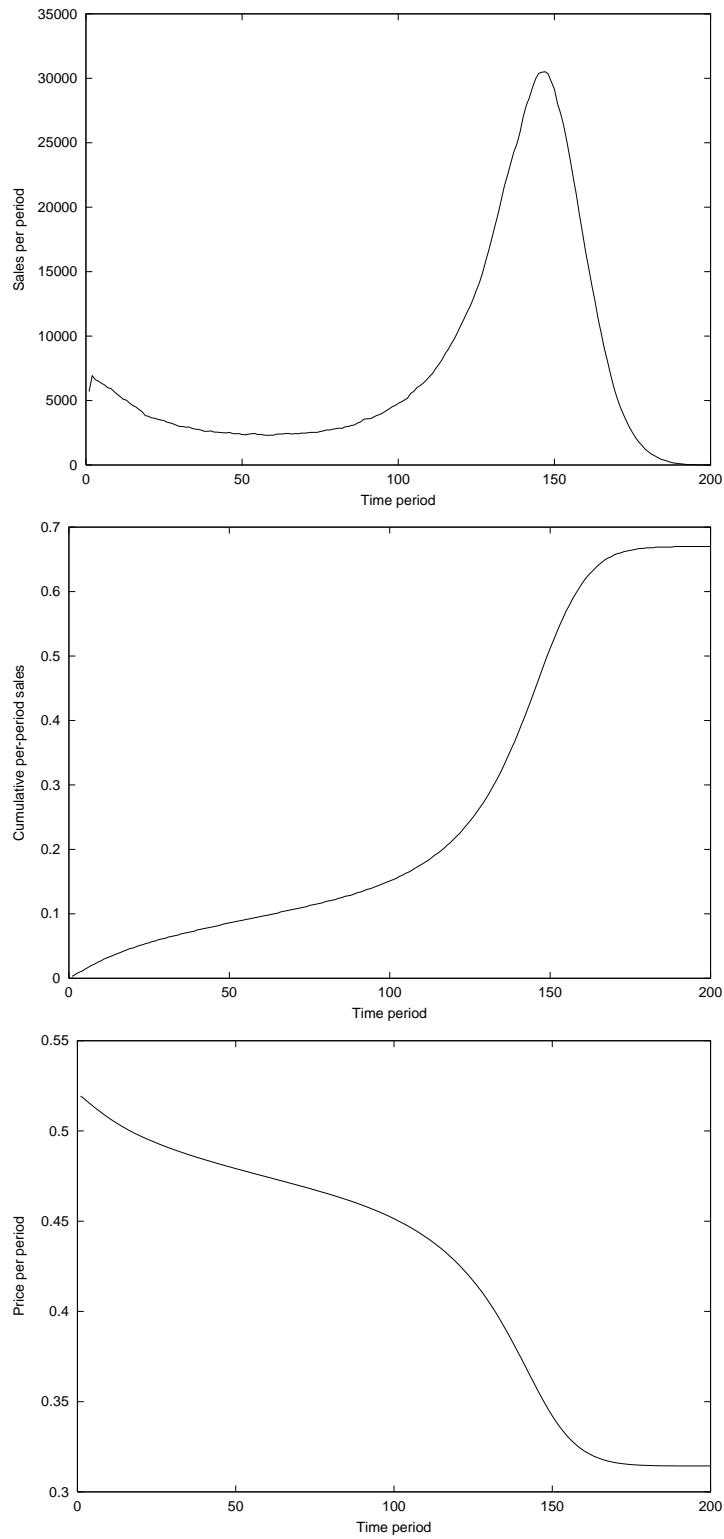 35000
30000
25000
20000
15000
10000
5000
0
Sales per period
0 50 100 150 200
Time period
0.7
0.6
0.5
0.4
0.3
0.2
0.1
0
Cumulative per-period sales
0 50 100 150 200
Time period
0.55
0.5
0.45
0.4
0.35
0.3
Price per period
0 50 100 150 200
Time period